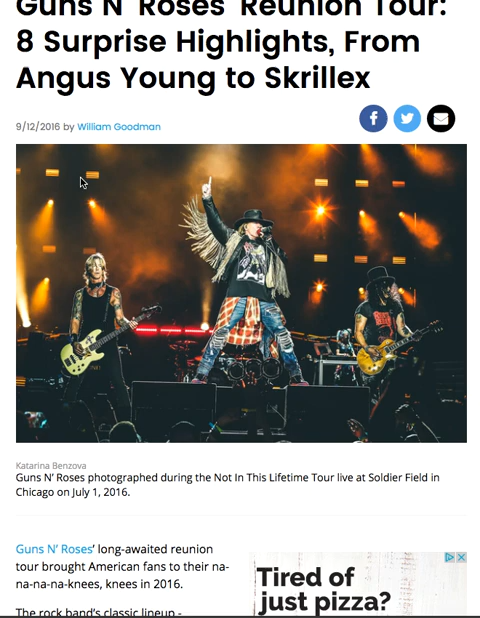 Guns N' Roses' Reunion Tour:
8 Surprise Highlights, From
Angus Young to Skrillex
9/12/2016 by William Goodman
Katarina Benzova
Guns N' Roses photographed during the Not In This Lifetime Tour live at Soldier Field in
Chicago on July 1, 2016.
Guns N' Roses' long-awaited reunion
tour brought American fans to their na-
na-na-na-knees, knees in 2016.
Tired of
just pizza?
The rock band's classic lineup -